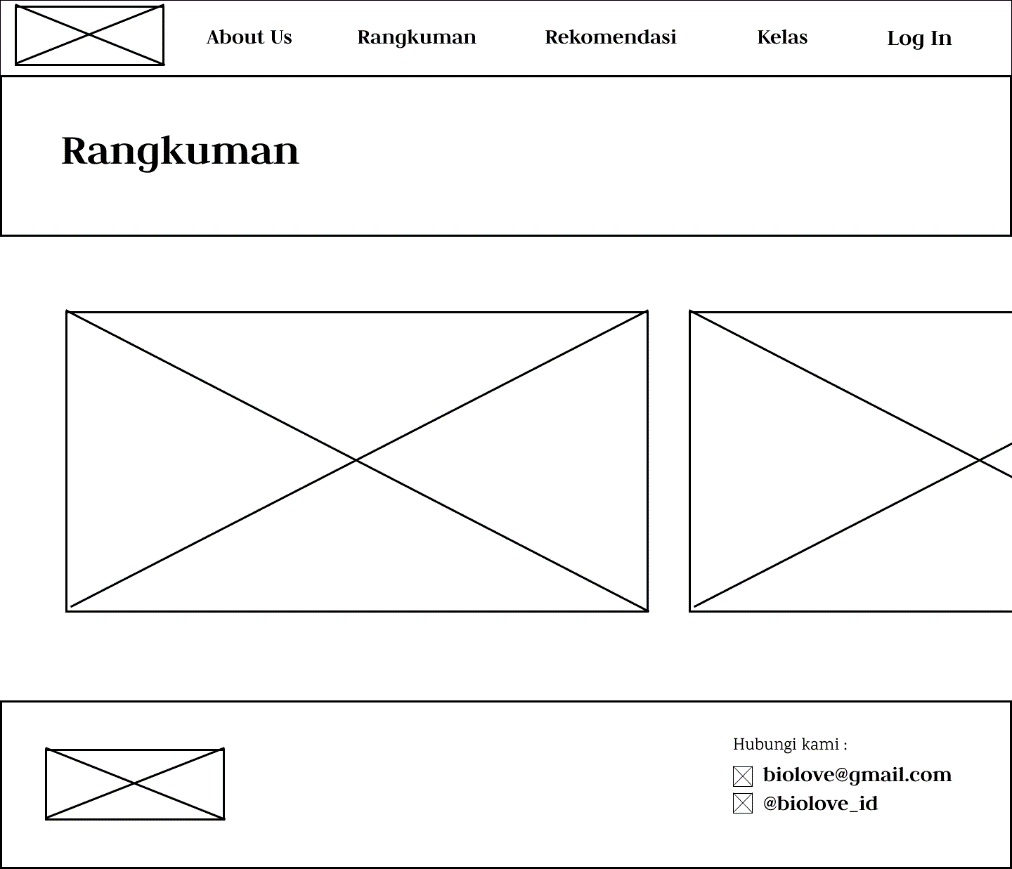 About Us Rangkuman Rekomendasi Kelas Log In
Rangkuman
Hubungi kami :
biolove@gmail.com
@biolove_id